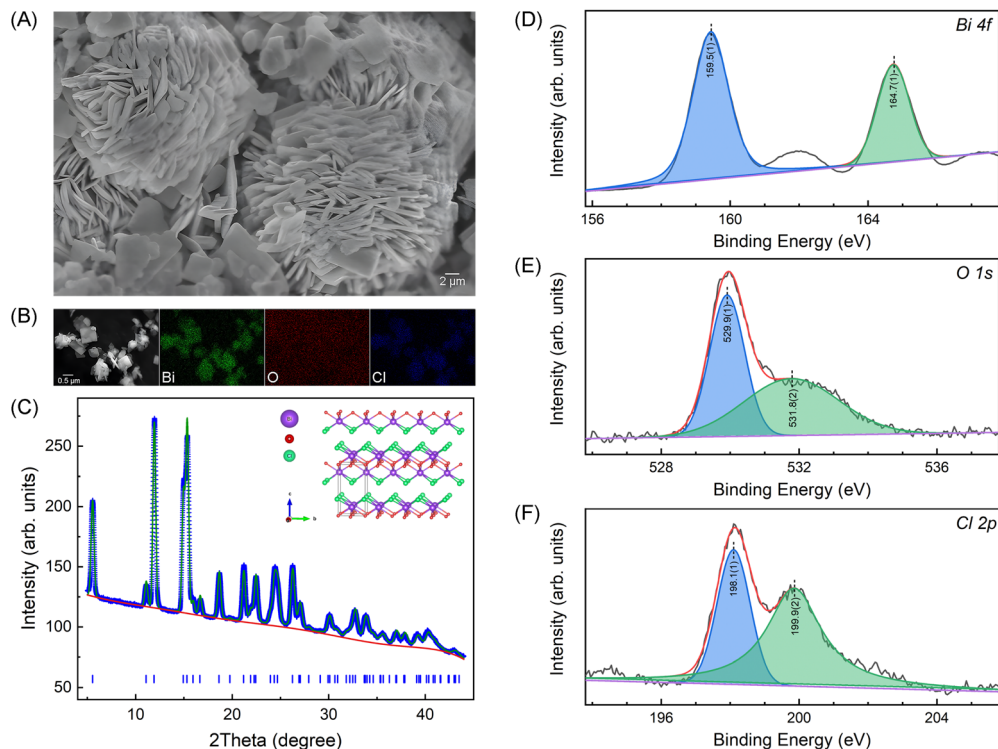 (A)
2 μm
(B)
0.5 μm
Bi
O
Cl
(C)
Intensity (arb. units)
250
200
150
100
50
10
20
30
40
2Theta (degree)
c
b
(D)
Bi 4f
159.5(1)
164.7(1)
Intensity (arb. units)
156
160
164
Binding Energy (eV)
(E)
O 1s
529.9(1)
531.8(2)
Intensity (arb. units)
528
532
536
Binding Energy (eV)
(F)
Cl 2p
198.1(1)
199.9(2)
Intensity (arb. units)
196
200
204
Binding Energy (eV)